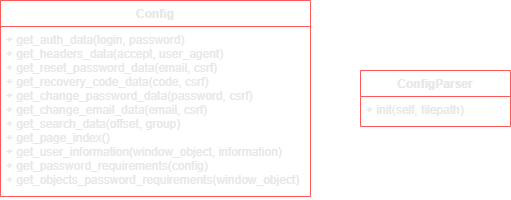 Config
+ get_auth_data(login, password)
+ get_headers_data(accept, user_agent)
+ get_reset_password_data(email, csrf)
+ get_recovery_code_data(code, csrf)
+ get_change_password_data(password, csrf)
+ get_change_email_data(email, csrf)
+ get_search_data(offset, group)
+ get_page_index()
+ get_user_information(window_object, information)
+ get_password_requirements(config)
+ get_objects_password_requirements(window_object)
ConfigParser
+ init(self, filepath)